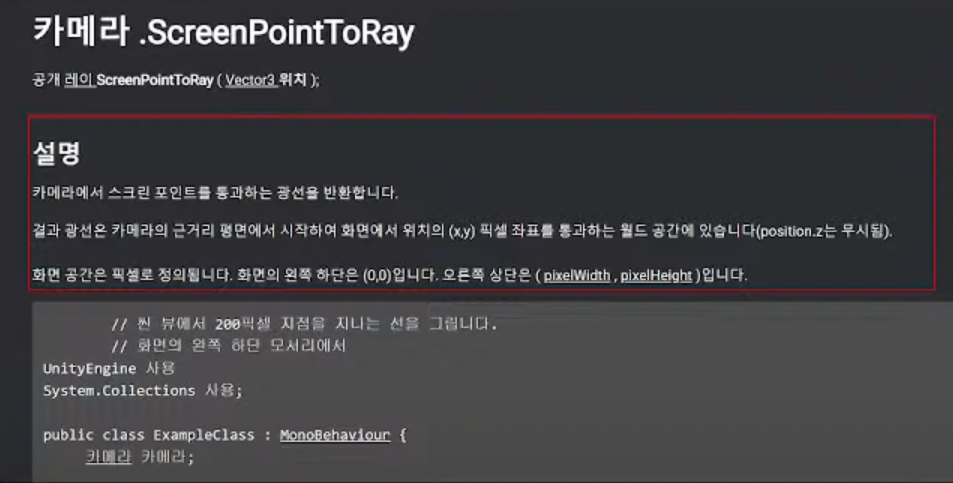 카메라 .ScreenPointToRay
공개 레이 ScreenPointToRay ( Vector3 위치 );
설명
카메라에서 스크린 포인트를 통과하는 광선을 반환합니다.
결과 광선은 카메라의 근거리 평면에서 시작하여 화면에서 위치의 (x,y) 픽셀 좌표를 통과하는 월드 공간에 있습니다(position.z는 무시됨).
화면 공간은 픽셀로 정의됩니다. 화면의 왼쪽 하단은 (0,0)입니다. 오른쪽 상단은 ( pixelWidth , pixelHeight )입니다.
// 씬 뷰에서 200픽셀 지점을 지나는 선을 그립니다.
// 화면의 왼쪽 하단 모서리에서
UnityEngine 사용
System.Collections 사용;
public class ExampleClass : MonoBehaviour {
카메라 카메라;